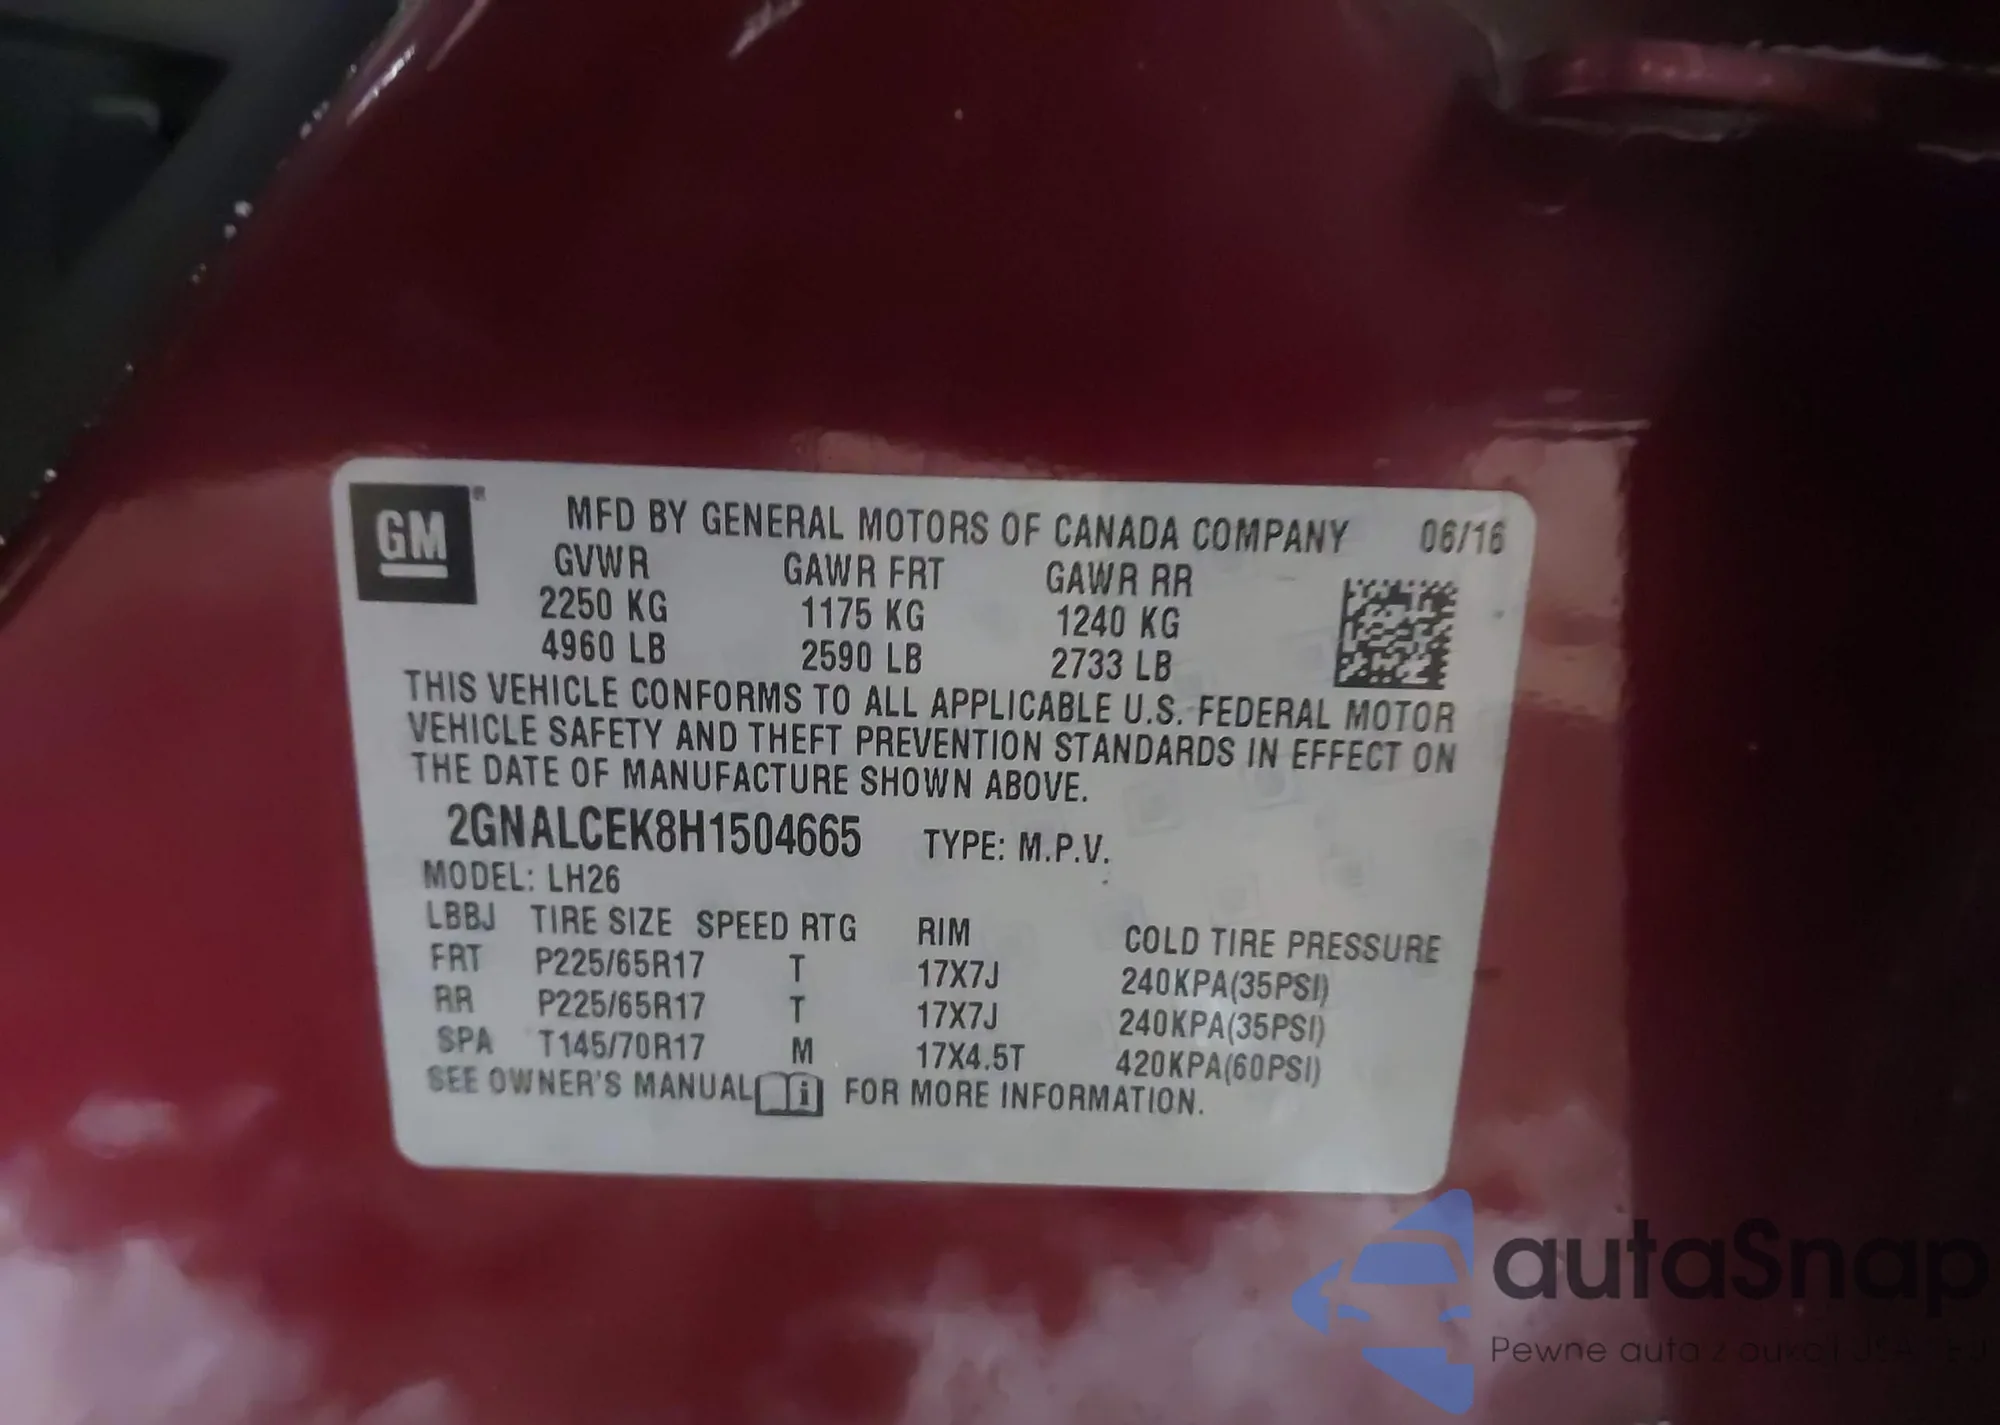 GM ®
MFD BY GENERAL MOTORS OF CANADA COMPANY 06/16
GVWR GAWR FRT GAWR RR
2250 KG 1175 KG 1240 KG
4960 LB 2590 LB 2733 LB
THIS VEHICLE CONFORMS TO ALL APPLICABLE U.S. FEDERAL MOTOR
VEHICLE SAFETY AND THEFT PREVENTION STANDARDS IN EFFECT ON
THE DATE OF MANUFACTURE SHOWN ABOVE.
2GNALCEK8H1504665 TYPE: M.P.V.
MODEL: LH26
LBBJ TIRE SIZE SPEED RTG RIM COLD TIRE PRESSURE
FRT P225/65R17 T 17X7J 240KPA(35PSI)
RR P225/65R17 T 17X7J 240KPA(35PSI)
SPA T145/70R17 M 17X4.5T 420KPA(60PSI)
SEE OWNER'S MANUAL i FOR MORE INFORMATION.
autaSnap
Pewne auta z aukcji